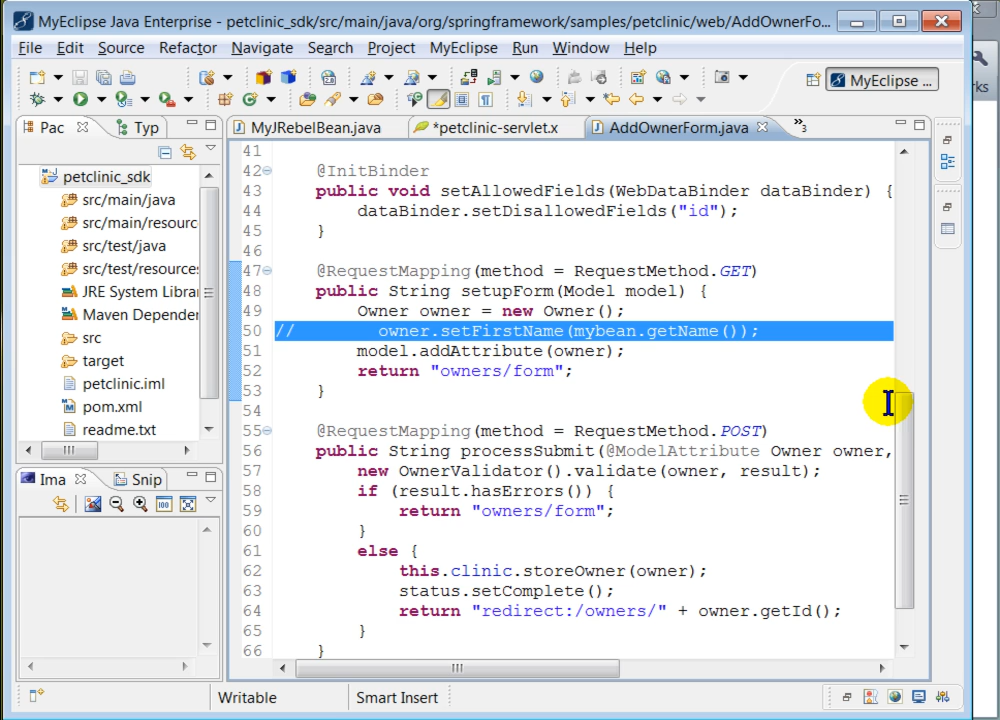 MyEclipse Java Enterprise - petclinic_sdk/src/main/java/org/springframework/samples/petclinic/web/AddOwnerFo...
File Edit Source Refactor Navigate Search Project MyEclipse Run Window Help
MyEclipse ...
Pac Typ
MyJRebelBean.java *petclinic-servlet.x AddOwnerForm.java »3
petclinic_sdk
src/main/java
src/main/resourc
src/test/java
src/test/resource
JRE System Libra
Maven Depende
src
target
petclinic.iml
pom.xml
readme.txt
Ima Snip
41
42 @InitBinder
43 public void setAllowedFields(WebDataBinder dataBinder) {
44 dataBinder.setDisallowedFields("id");
45 }
46
47 @RequestMapping(method = RequestMethod.GET)
48 public String setupForm(Model model) {
49 Owner owner = new Owner();
50 // owner.setFirstName(mybean.getName());
51 model.addAttribute(owner);
52 return "owners/form";
53 }
54
55 @RequestMapping(method = RequestMethod.POST)
56 public String processSubmit(@ModelAttribute Owner owner,
57 new OwnerValidator().validate(owner, result);
58 if (result.hasErrors()) {
59 return "owners/form";
60 }
61 else {
62 this.clinic.storeOwner(owner);
63 status.setComplete();
64 return "redirect:/owners/" + owner.getId();
65 }
66 }
Writable Smart Insert
ks